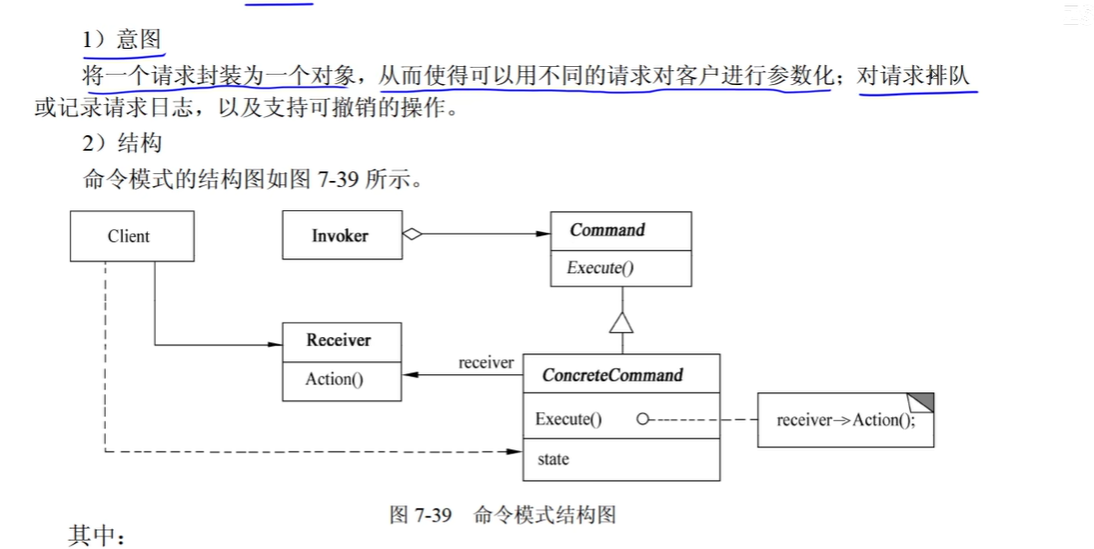 1）意图
将一个请求封装为一个对象，从而使得可以用不同的请求对客户进行参数化；对请求排队
或记录请求日志，以及支持可撤销的操作。
2）结构
命令模式的结构图如图 7-39 所示。
Client
Invoker
Command
Execute()
Receiver
Action()
receiver
ConcreteCommand
Execute()
receiver->Action();
state
图 7-39 命令模式结构图
其中：